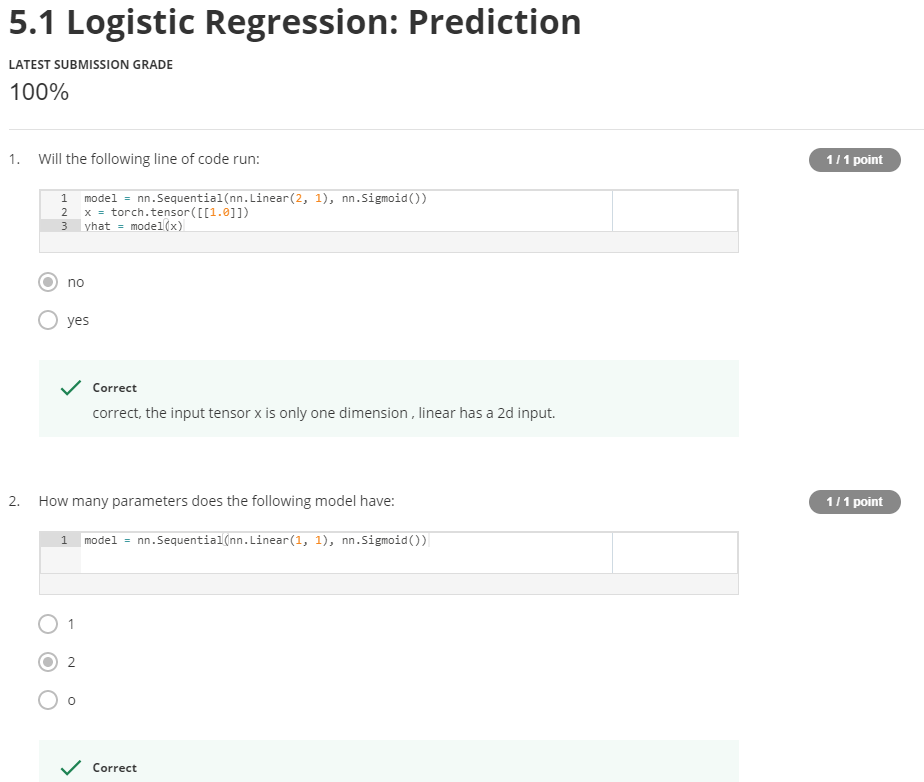 5.1 Logistic Regression: Prediction
LATEST SUBMISSION GRADE
100%
1. Will the following line of code run:
1 / 1 point
1 model = nn.Sequential(nn.Linear(2, 1), nn.Sigmoid())
2 x = torch.tensor([[1.0]])
3 yhat = model(x)
no
yes
Correct
correct, the input tensor x is only one dimension , linear has a 2d input.
2. How many parameters does the following model have:
1 / 1 point
1 model = nn.Sequential(nn.Linear(1, 1), nn.Sigmoid())
1
2
o
Correct